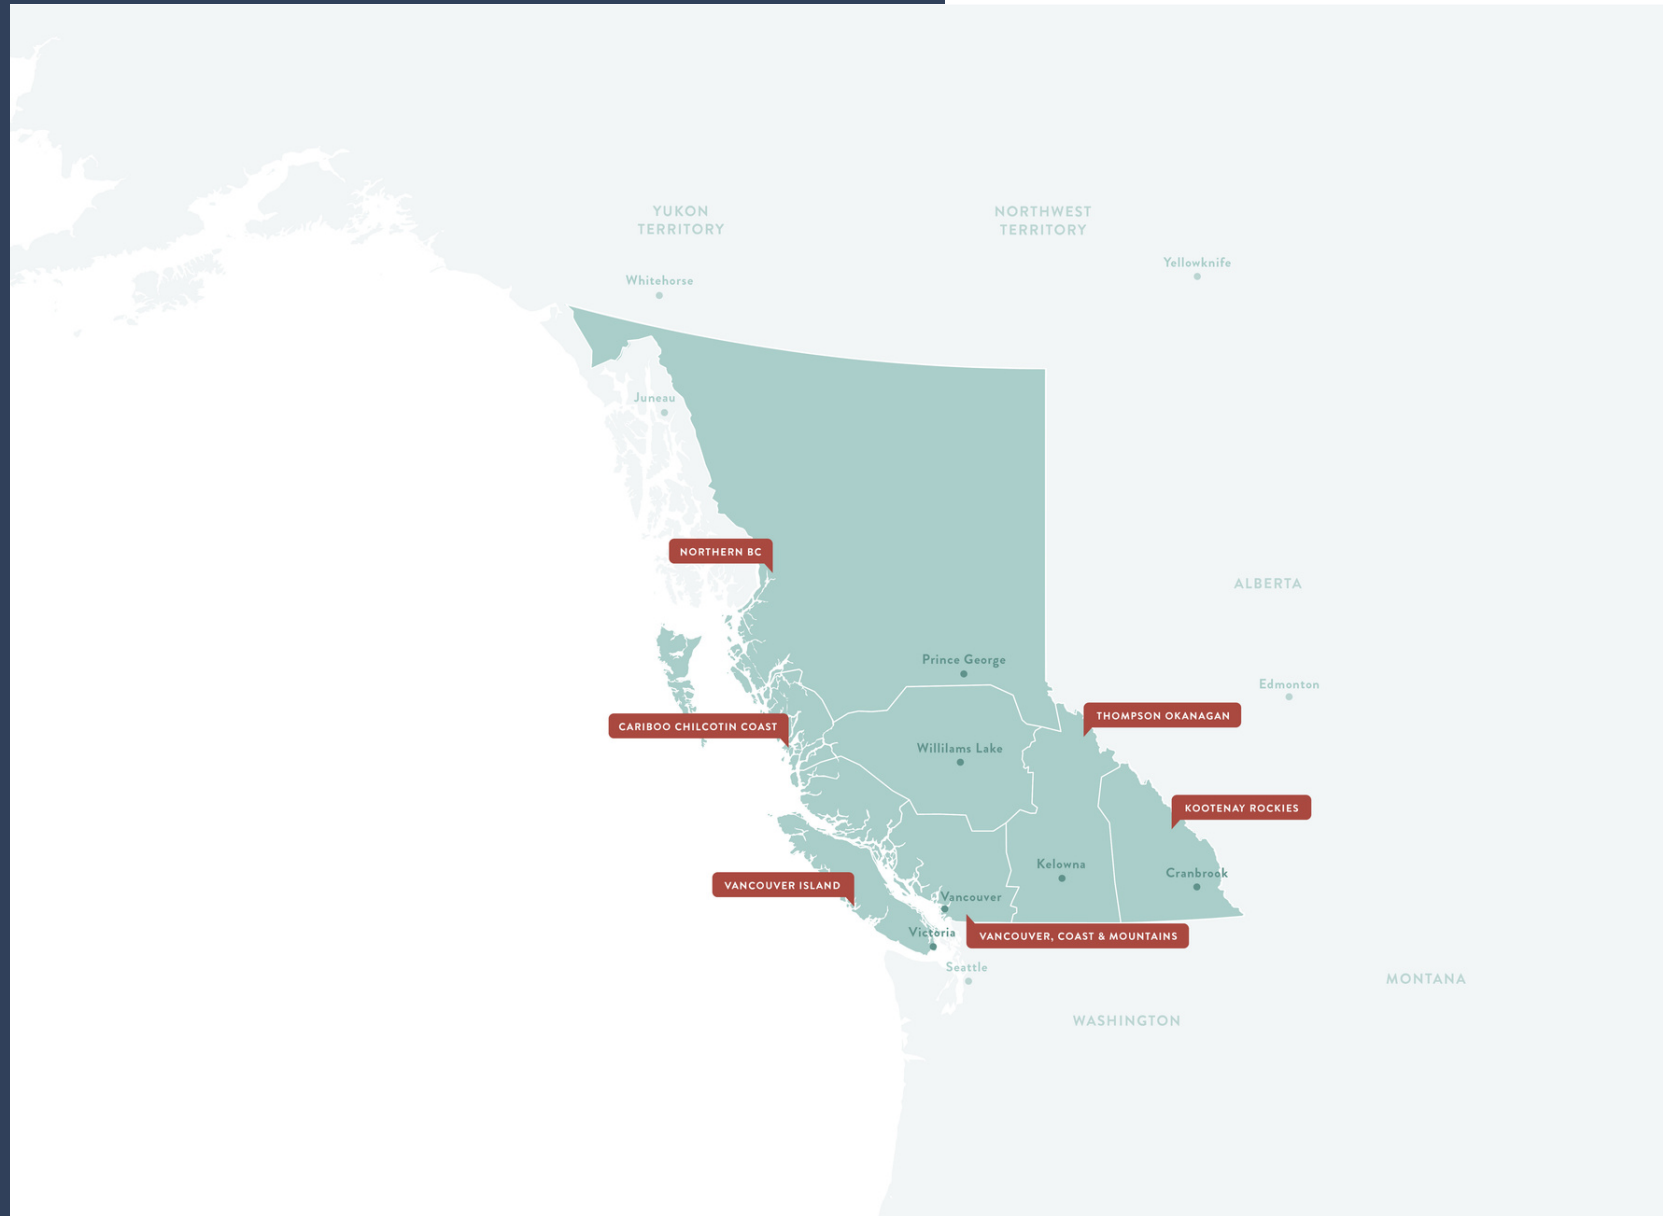 YUKON
TERRITORY
NORTHWEST
TERRITORY
Yellowknife
Whitehorse
Juneau
NORTHERN BC
ALBERTA
Prince George
Edmonton
THOMPSON OKANAGAN
CARIBOO CHILCOTIN COAST
Willilams Lake
KOOTENAY ROCKIES
Kelowna
Cranbrook
VANCOUVER ISLAND
Vancouver
Victoria
VANCOUVER, COAST & MOUNTAINS
Seattle
MONTANA
WASHINGTON